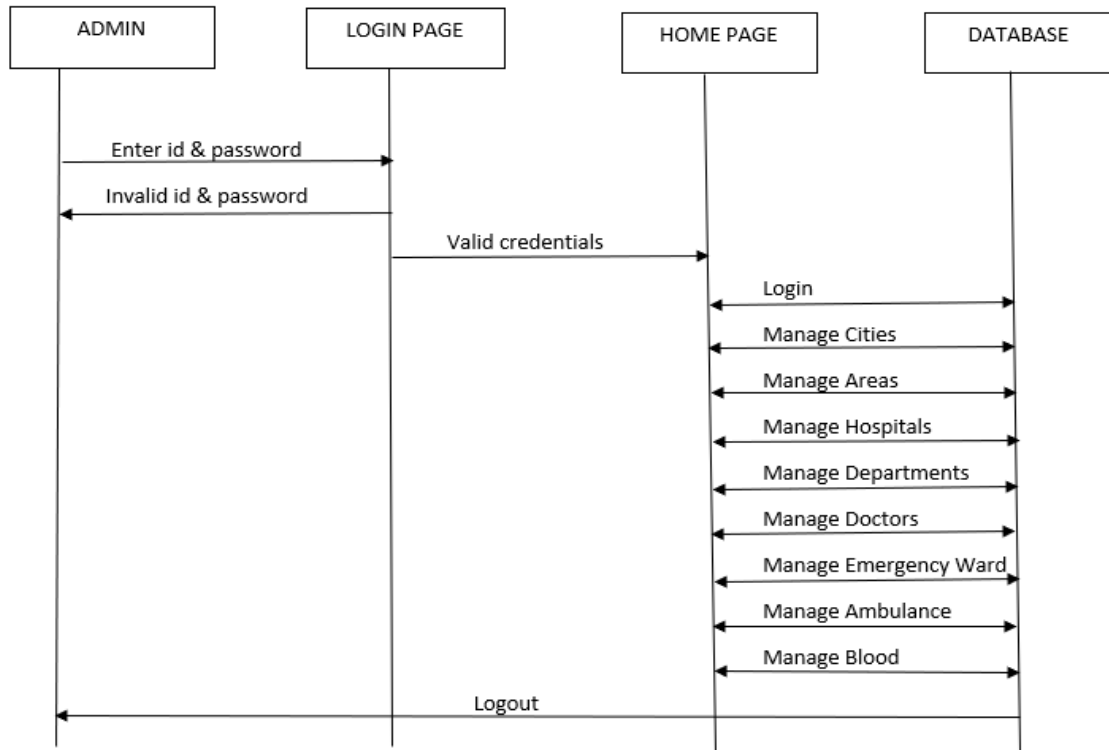 ADMIN
LOGIN PAGE
HOME PAGE
DATABASE
Enter id & password
Invalid id & password
Valid credentials
Login
Manage Cities
Manage Areas
Manage Hospitals
Manage Departments
Manage Doctors
Manage Emergency Ward
Manage Ambulance
Manage Blood
Logout